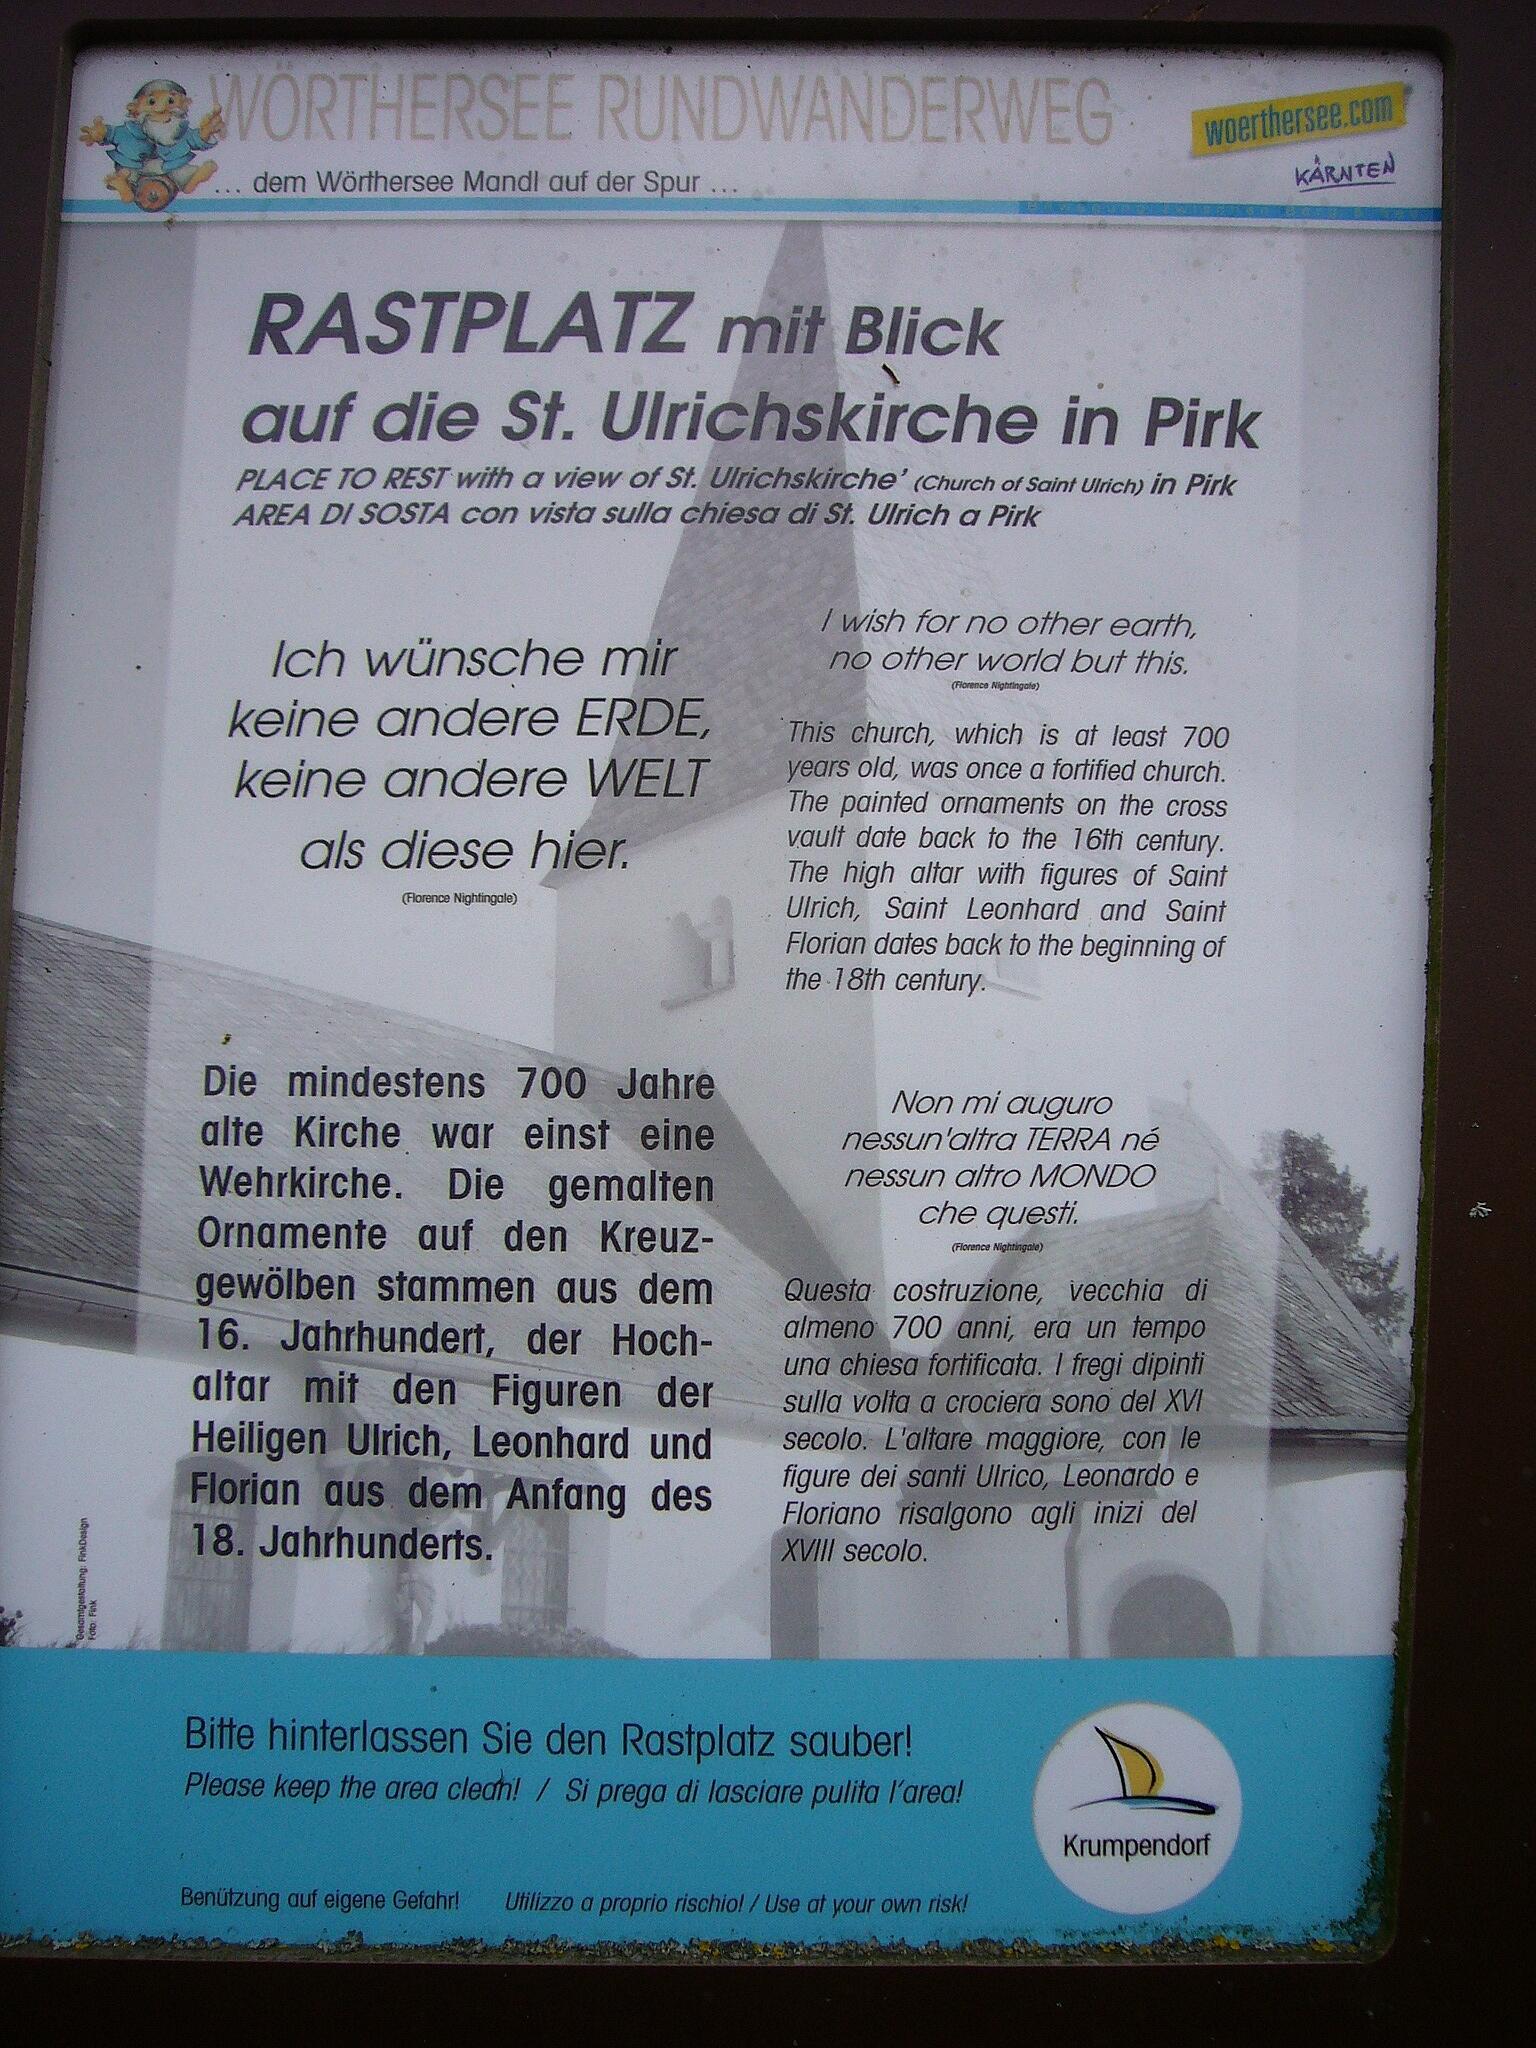 WÖRTHERSEE RUNDWANDERWEG
... dem Wörthersee Mandl auf der Spur ...
woerthersee.com
KÄRNTEN
RASTPLATZ mit Blick
auf die St. Ulrichskirche in Pirk
PLACE TO REST with a view of St. Ulrichskirche' (Church of Saint Ulrich) in Pirk
AREA DI SOSTA con vista sulla chiesa di St. Ulrich a Pirk
Ich wünsche mir
keine andere ERDE,
keine andere WELT
als diese hier.
(Florence Nightingale)
Die mindestens 700 Jahre
alte Kirche war einst eine
Wehrkirche. Die gemalten
Ornamente auf den Kreuz-
gewölben stammen aus dem
16. Jahrhundert, der Hoch-
altar mit den Figuren der
Heiligen Ulrich, Leonhard und
Florian aus dem Anfang des
18. Jahrhunderts.
I wish for no other earth,
no other world but this.
(Florence Nightingale)
This church, which is at least 700
years old, was once a fortified church.
The painted ornaments on the cross
vault date back to the 16th century.
The high altar with figures of Saint
Ulrich, Saint Leonhard and Saint
Florian dates back to the beginning of
the 18th century.
Non mi auguro
nessun'altra TERRA né
nessun altro MONDO
che questi.
(Florence Nightingale)
Questa costruzione, vecchia di
almeno 700 anni, era un tempo
una chiesa fortificata. I fregi dipinti
sulla volta a crociera sono del XVI
secolo. L'altare maggiore, con le
figure dei santi Ulrico, Leonardo e
Floriano risalgono agli inizi del
XVIII secolo.
Gesamtgestaltung: FinkDesign
Foto: Fink
Bitte hinterlassen Sie den Rastplatz sauber!
Please keep the area clean! / Si prega di lasciare pulita l'area!
Krumpendorf
Benützung auf eigene Gefahr! Utilizzo a proprio rischio! / Use at your own risk!